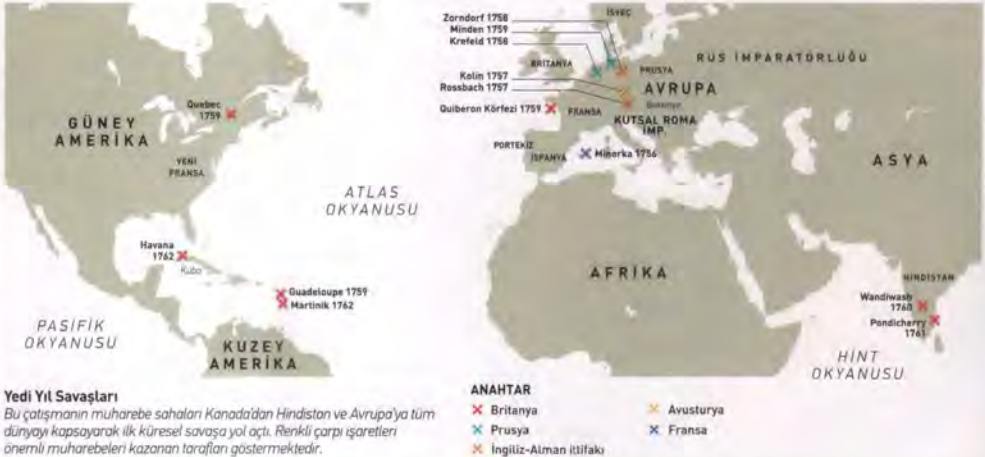 Zorndorf 1758
Minden 1759
Krefeld 1758
Kolin 1757
Rossbach 1757
Quiberon Körfezi 1759
İSVEÇ
BRİTANYA
PRUSYA
RUS İMPARATORLUĞU
AVRUPA
Bohemya
FRANSA
KUTSAL ROMA
İMP.
PORTEKİZ
İSPANYA
Minorka 1756
ASYA
Quebec
1759
GÜNEY
AMERİKA
YENİ
FRANSA
ATLAS
OKYANUSU
Havana
1762
Küba
Guadeloupe 1759
Martinik 1762
PASİFİK
OKYANUSU
KUZEY
AMERİKA
AFRİKA
HİNDİSTAN
Wandiwash
1760
Pondicherry
1761
HİNT
OKYANUSU
Yedi Yıl Savaşları
Bu çatışmanın muharebe sahaları Kanada'dan Hindistan ve Avrupa'ya tüm
dünyayı kapsayarak ilk küresel savaşa yol açtı. Renkli çarpı işaretleri
önemli muharebeleri kazanan tarafları göstermektedir.
ANAHTAR
Britanya
Prusya
İngiliz-Alman ittifakı
Avusturya
Fransa